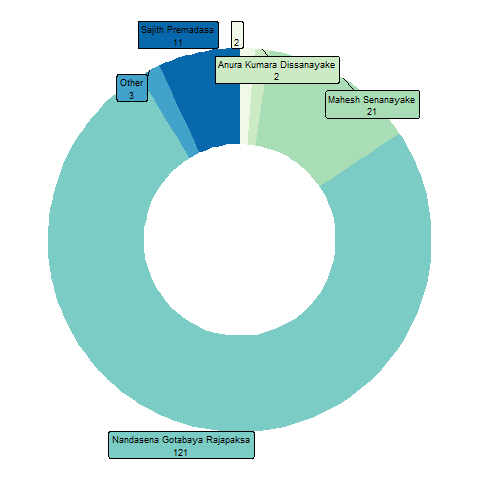 Sajith Premadasa
11
2
Anura Kumara Dissanayake
2
Other
3
Mahesh Senanayake
21
Nandasena Gotabaya Rajapaksa
121